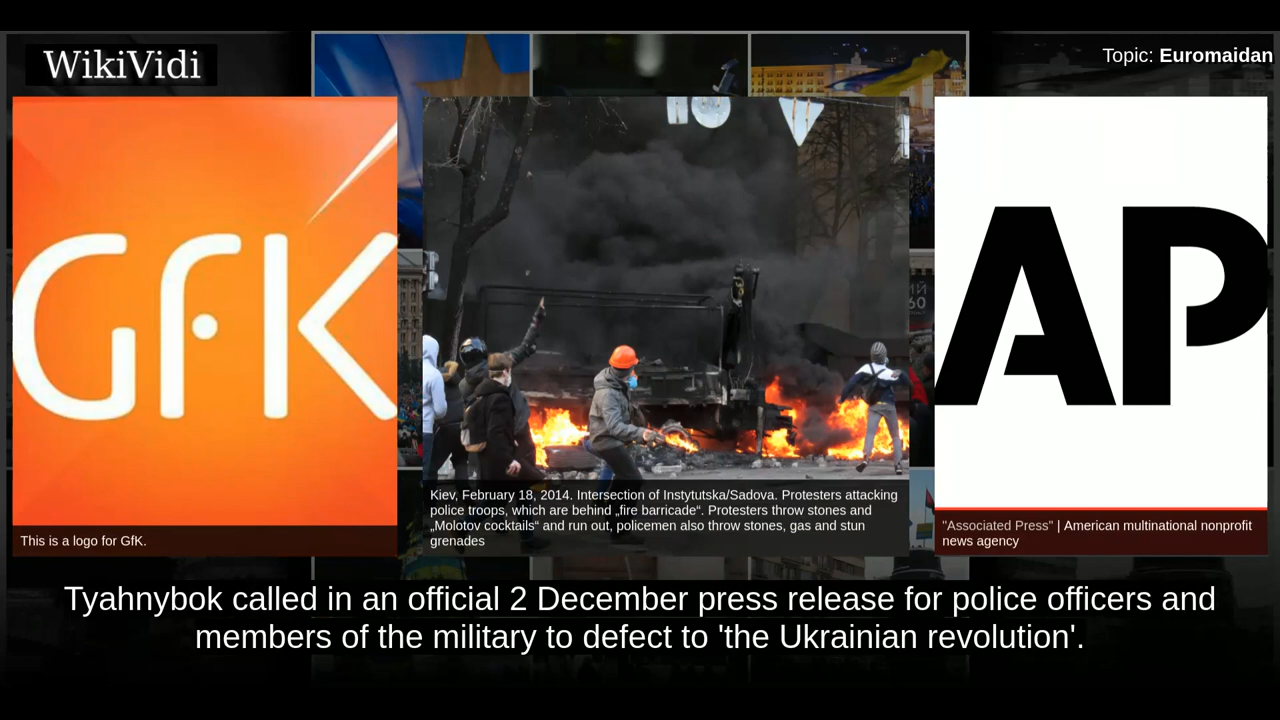 WikiVidi
Topic: Euromaidan
GfK
AP
Kiev, February 18, 2014. Intersection of Instytutska/Sadova. Protesters attacking
police troops, which are behind „fire barricade“. Protesters throw stones and
„Molotov cocktails“ and run out, policemen also throw stones, gas and stun
grenades
This is a logo for GfK.
"Associated Press" | American multinational nonprofit
news agency
Tyahnybok called in an official 2 December press release for police officers and
members of the military to defect to 'the Ukrainian revolution'.